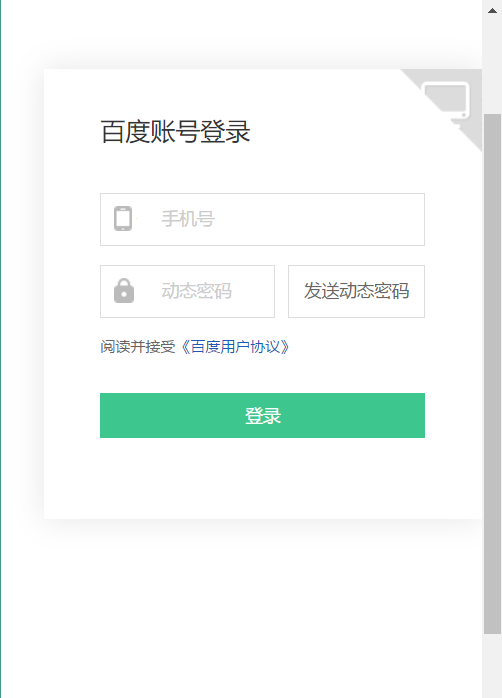 百度账号登录
手机号
动态密码 发送动态密码
阅读并接受《百度用户协议》
登录